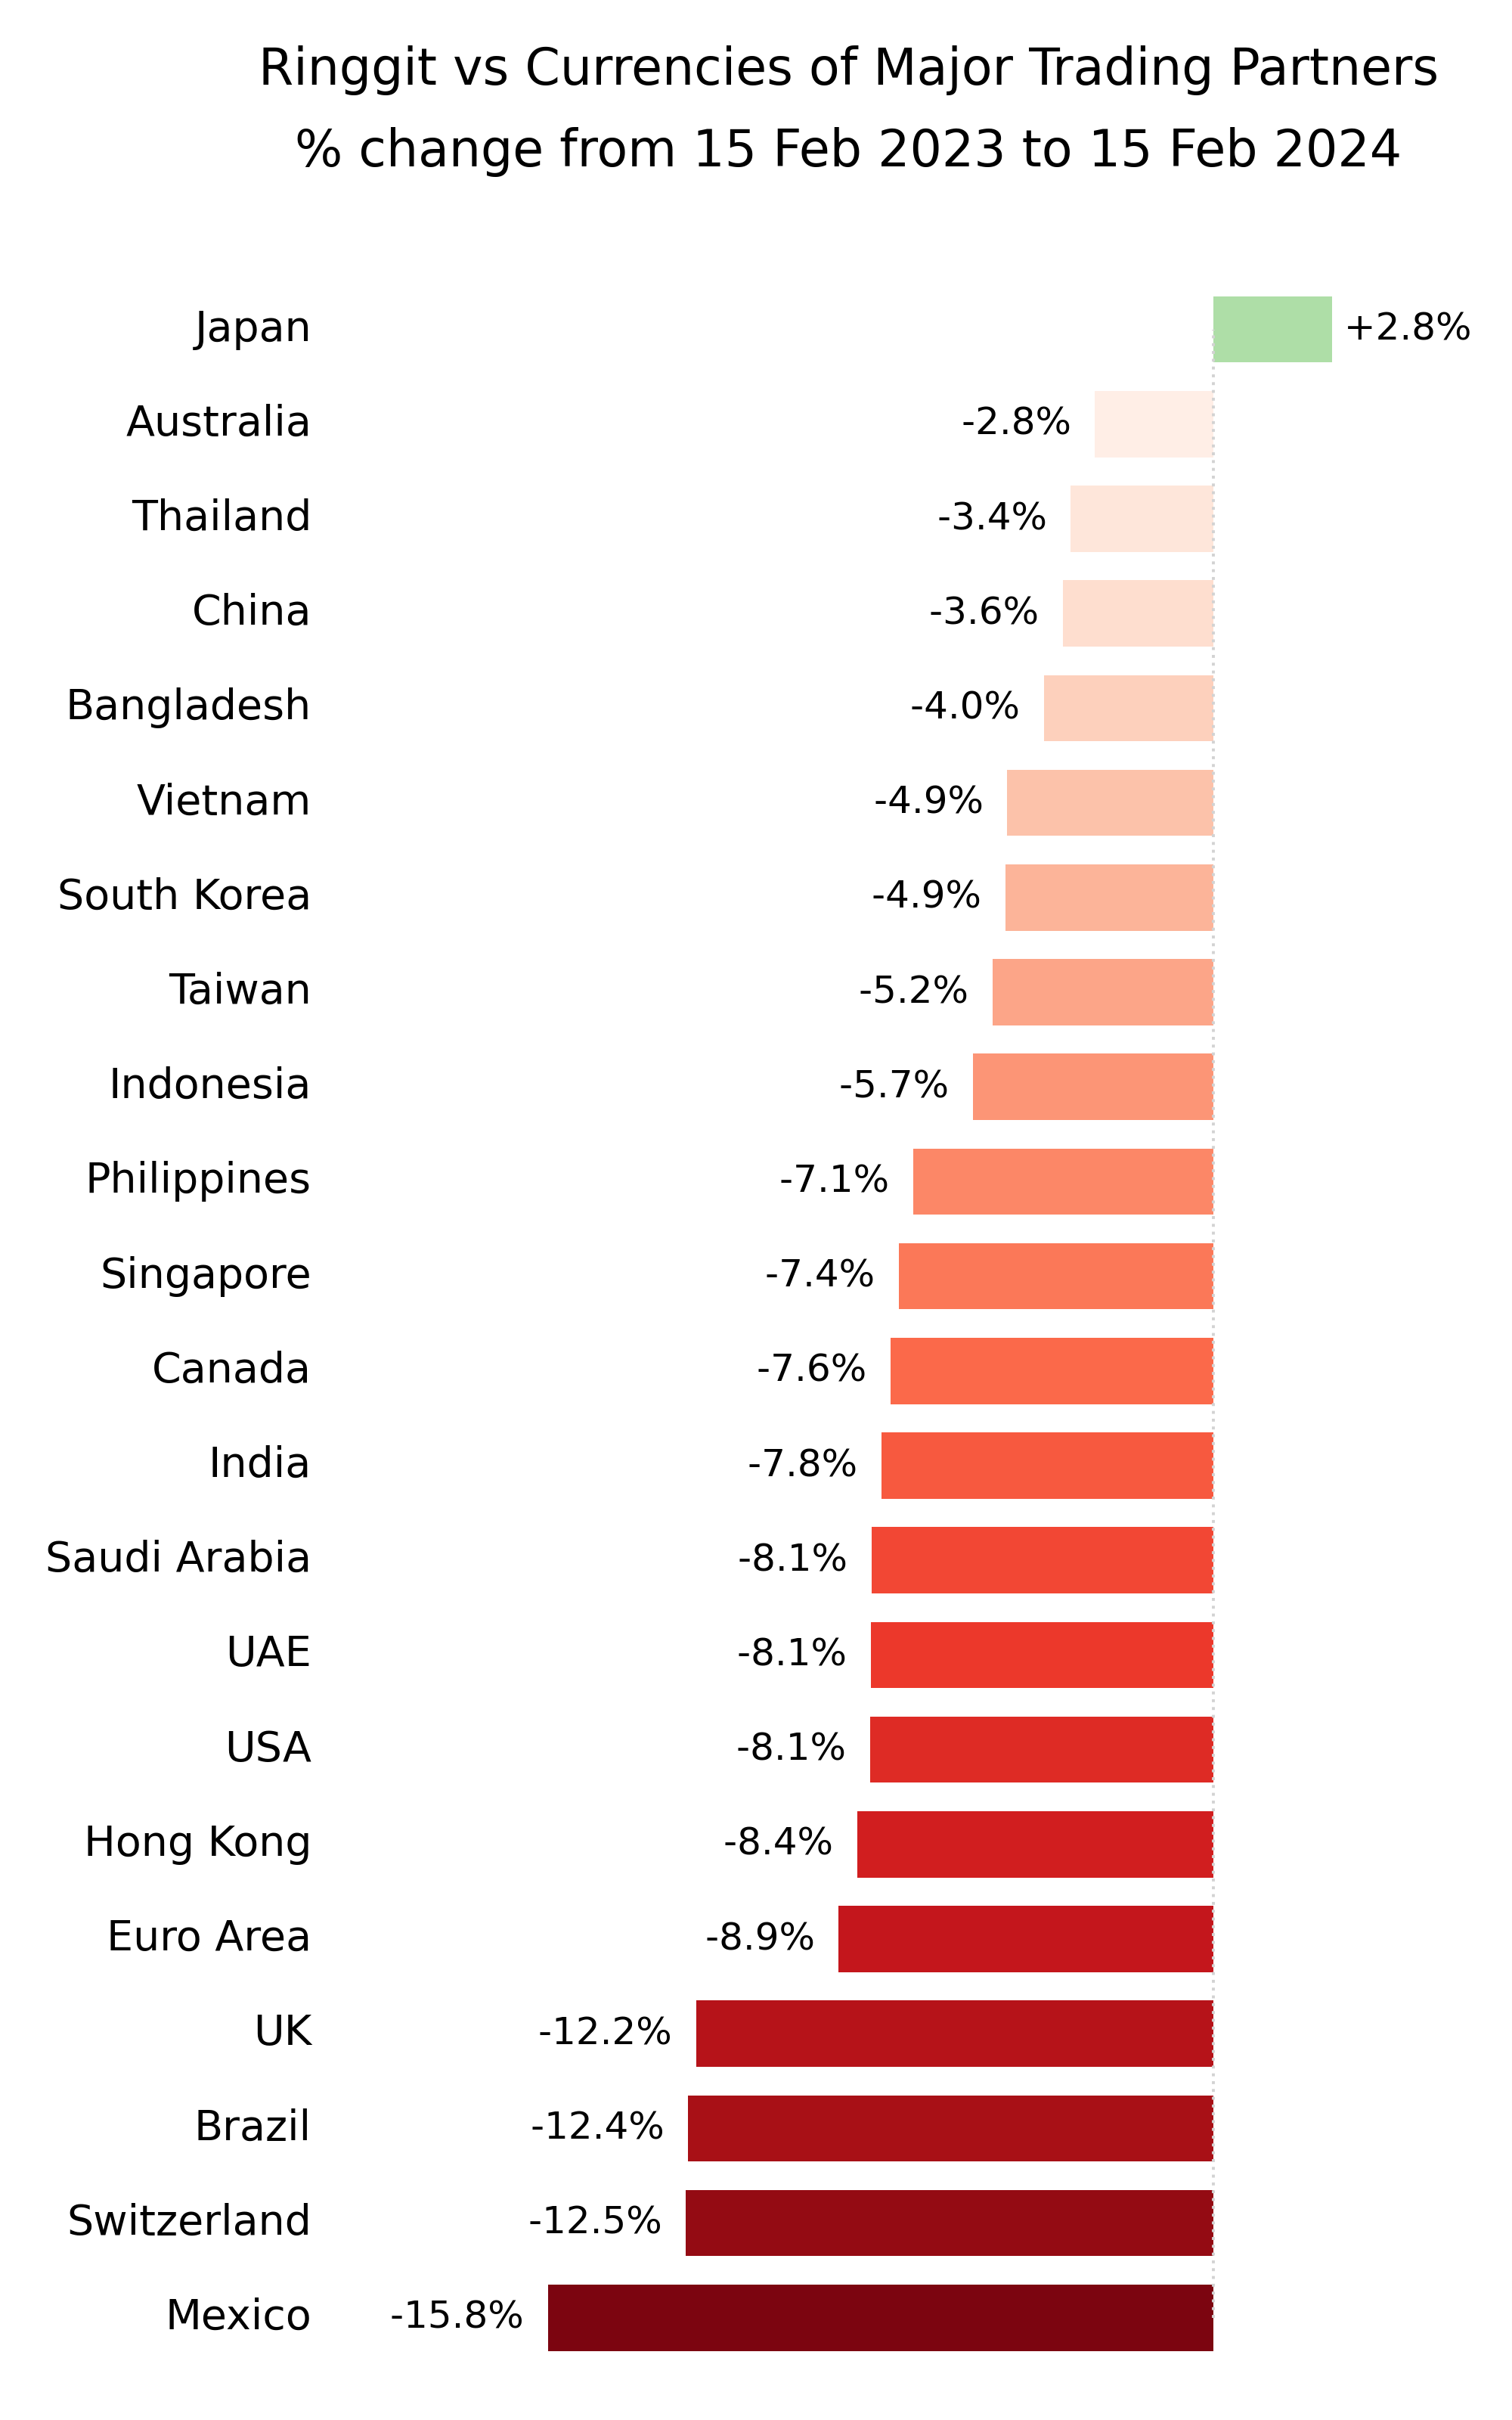 Ringgit vs Currencies of Major Trading Partners
% change from 15 Feb 2023 to 15 Feb 2024
Japan +2.8%
Australia -2.8%
Thailand -3.4%
China -3.6%
Bangladesh -4.0%
Vietnam -4.9%
South Korea -4.9%
Taiwan -5.2%
Indonesia -5.7%
Philippines -7.1%
Singapore -7.4%
Canada -7.6%
India -7.8%
Saudi Arabia -8.1%
UAE -8.1%
USA -8.1%
Hong Kong -8.4%
Euro Area -8.9%
UK -12.2%
Brazil -12.4%
Switzerland -12.5%
Mexico -15.8%